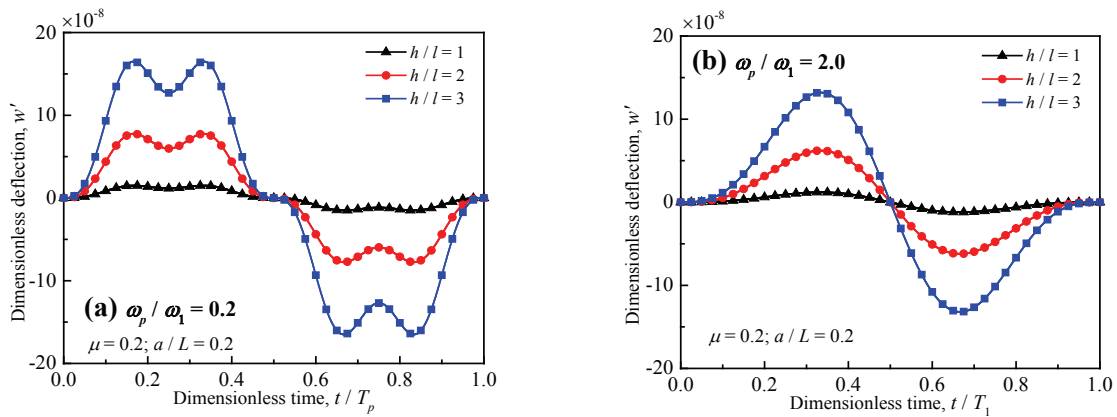 ×10⁻⁸
20
10
0
-10
-20
Dimensionless deflection, w′
h / l = 1
h / l = 2
h / l = 3
(a) ωp / ω1 = 0.2
μ = 0.2; a / L = 0.2
0.0 0.2 0.4 0.6 0.8 1.0
Dimensionless time, t / Tp
×10⁻⁸
20
10
0
-10
-20
Dimensionless deflection, w′
(b) ωp / ω1 = 2.0
h / l = 1
h / l = 2
h / l = 3
μ = 0.2; a / L = 0.2
0.0 0.2 0.4 0.6 0.8 1.0
Dimensionless time, t / T1